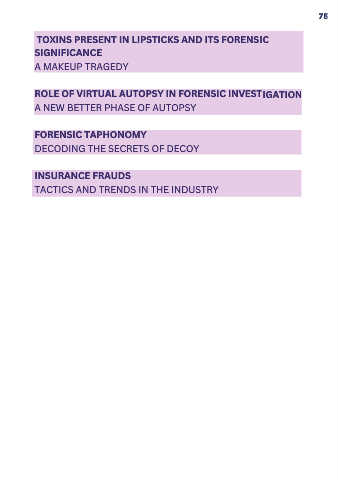 75
TOXINS PRESENT IN LIPSTICKS AND ITS FORENSIC
SIGNIFICANCE
A MAKEUP TRAGEDY
ROLE OF VIRTUAL AUTOPSY IN FORENSIC INVESTIGATION
A NEW BETTER PHASE OF AUTOPSY
FORENSIC TAPHONOMY
DECODING THE SECRETS OF DECOY
INSURANCE FRAUDS
TACTICS AND TRENDS IN THE INDUSTRY